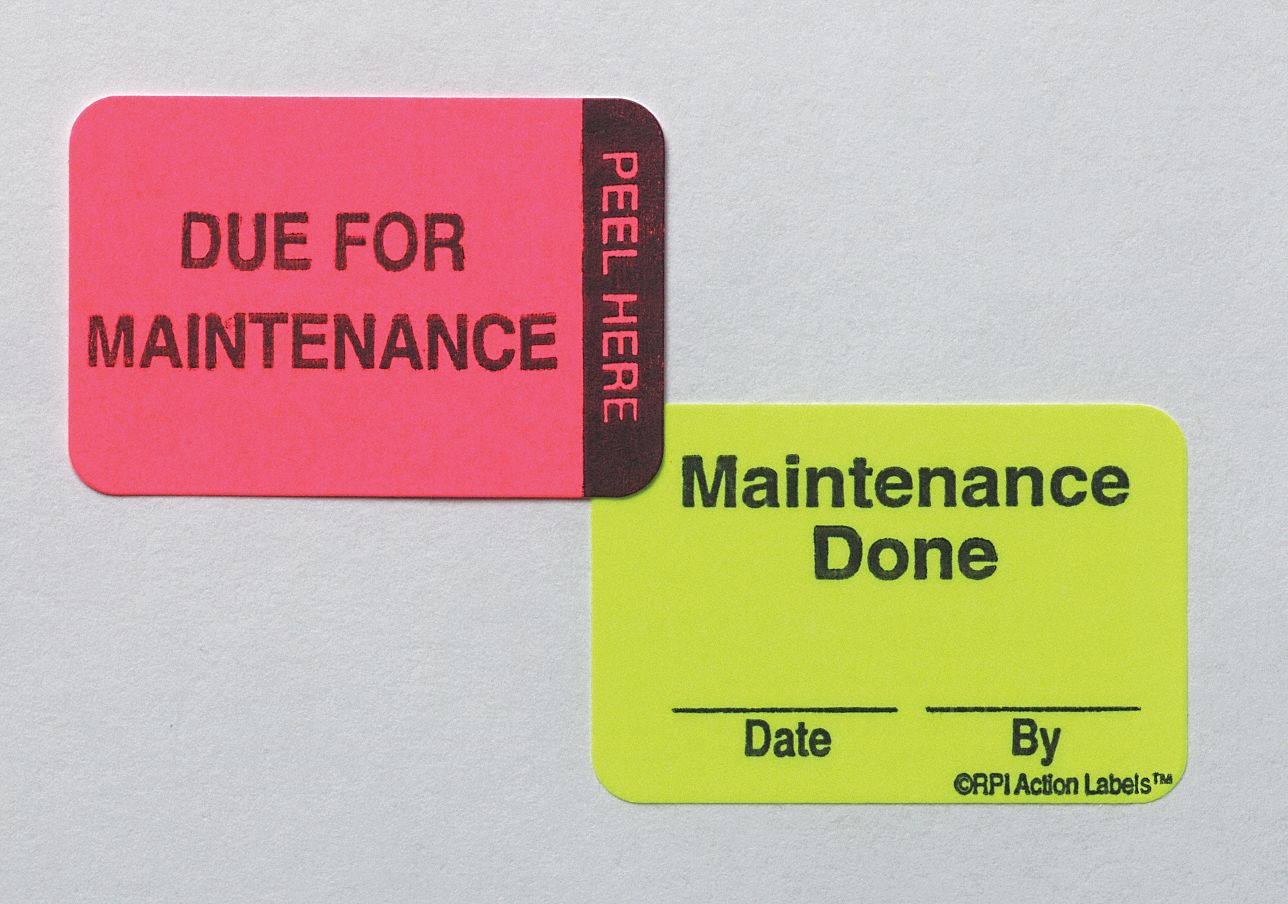 DUE FOR
MAINTENANCE
PEEL HERE
Maintenance
Done
Date By
©RPI Action Labels™